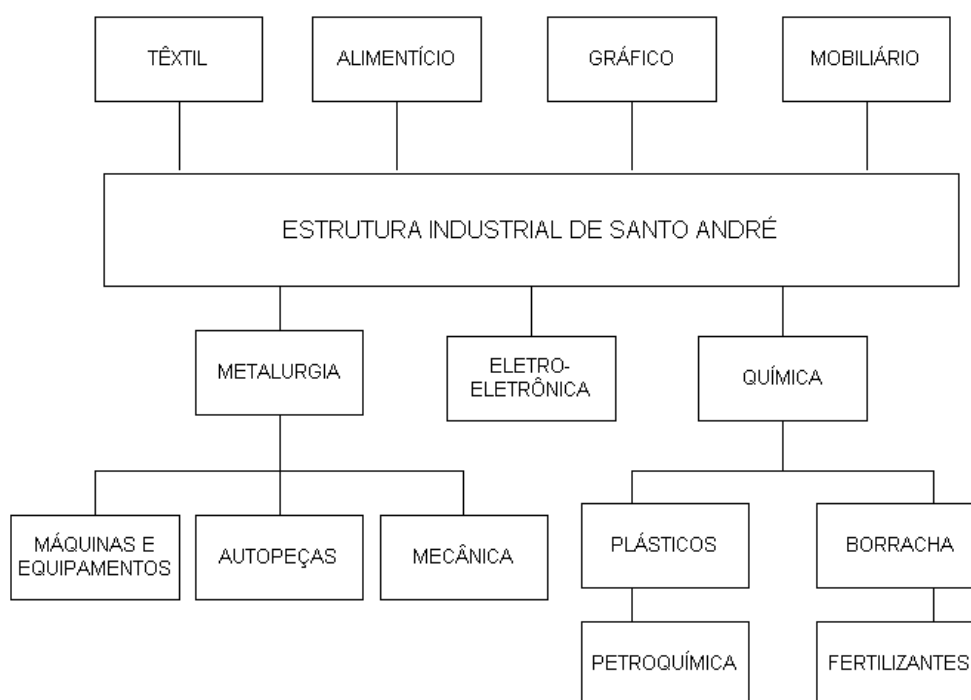 TÊXTIL
ALIMENTÍCIO
GRÁFICO
MOBILIÁRIO
ESTRUTURA INDUSTRIAL DE SANTO ANDRÉ
METALURGIA
ELETRO-
ELETRÔNICA
QUÍMICA
MÁQUINAS E
EQUIPAMENTOS
AUTOPEÇAS
MECÂNICA
PLÁSTICOS
BORRACHA
PETROQUÍMICA
FERTILIZANTES